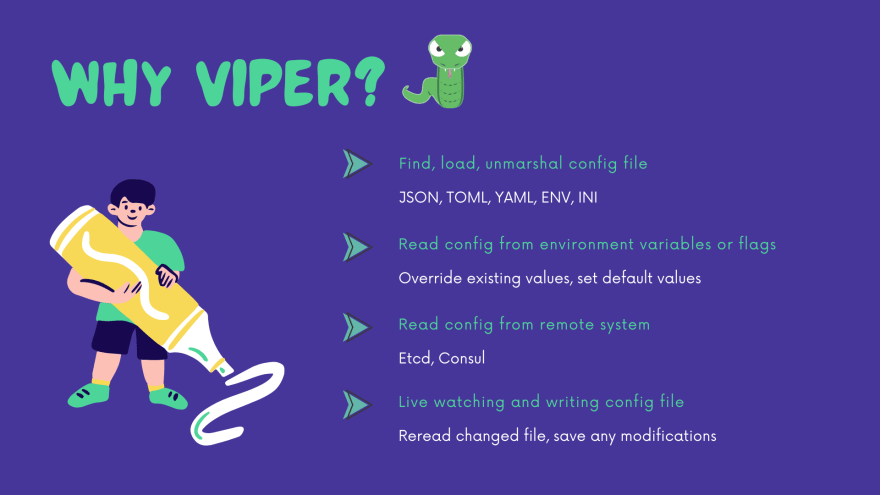 WHY VIPER?
Find, load, unmarshal config file
JSON, TOML, YAML, ENV, INI
Read config from environment variables or flags
Override existing values, set default values
Read config from remote system
Etcd, Consul
Live watching and writing config file
Reread changed file, save any modifications